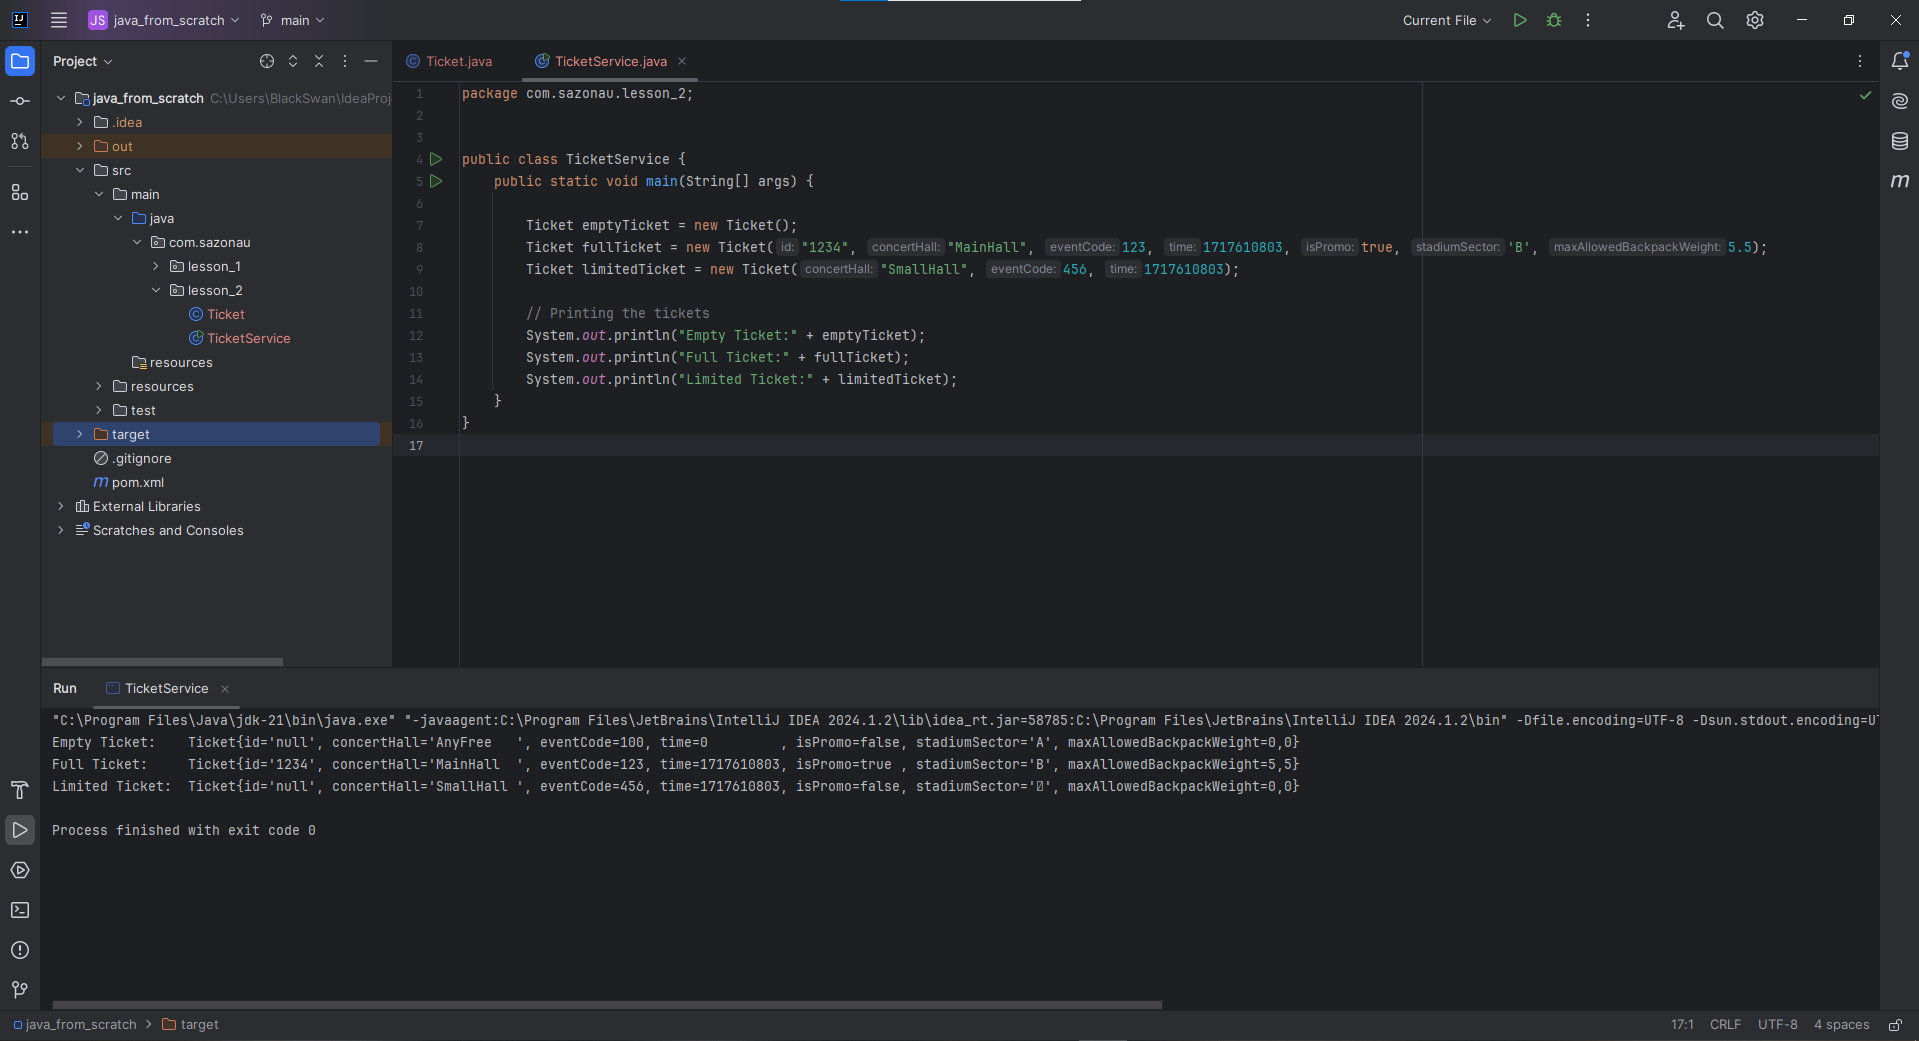 JS java_from_scratch main Current File
Project
java_from_scratch C:\Users\BlackSwan\IdeaProj
.idea
out
src
main
java
com.sazonau
lesson_1
lesson_2
Ticket
TicketService
resources
resources
test
target
.gitignore
pom.xml
External Libraries
Scratches and Consoles
Ticket.java TicketService.java
1 package com.sazonau.lesson_2;
2
3
4 public class TicketService {
5 public static void main(String[] args) {
6
7 Ticket emptyTicket = new Ticket();
8 Ticket fullTicket = new Ticket( id: "1234", concertHall: "MainHall", eventCode: 123, time: 1717610803, isPromo: true, stadiumSector: 'B', maxAllowedBackpackWeight: 5.5);
9 Ticket limitedTicket = new Ticket( concertHall: "SmallHall", eventCode: 456, time: 1717610803);
10
11 // Printing the tickets
12 System.out.println("Empty Ticket:" + emptyTicket);
13 System.out.println("Full Ticket:" + fullTicket);
14 System.out.println("Limited Ticket:" + limitedTicket);
15 }
16 }
17
Run TicketService
"C:\Program Files\Java\jdk-21\bin\java.exe" "-javaagent:C:\Program Files\JetBrains\IntelliJ IDEA 2024.1.2\lib\idea_rt.jar=58785:C:\Program Files\JetBrains\IntelliJ IDEA 2024.1.2\bin" -Dfile.encoding=UTF-8 -Dsun.stdout.encoding=UT
Empty Ticket:    Ticket{id='null', concertHall='AnyFree   ', eventCode=100, time=0         , isPromo=false, stadiumSector='A', maxAllowedBackpackWeight=0,0}
Full Ticket:     Ticket{id='1234', concertHall='MainHall  ', eventCode=123, time=1717610803, isPromo=true , stadiumSector='B', maxAllowedBackpackWeight=5,5}
Limited Ticket:  Ticket{id='null', concertHall='SmallHall ', eventCode=456, time=1717610803, isPromo=false, stadiumSector='▯', maxAllowedBackpackWeight=0,0}
Process finished with exit code 0
java_from_scratch target 17:1 CRLF UTF-8 4 spaces